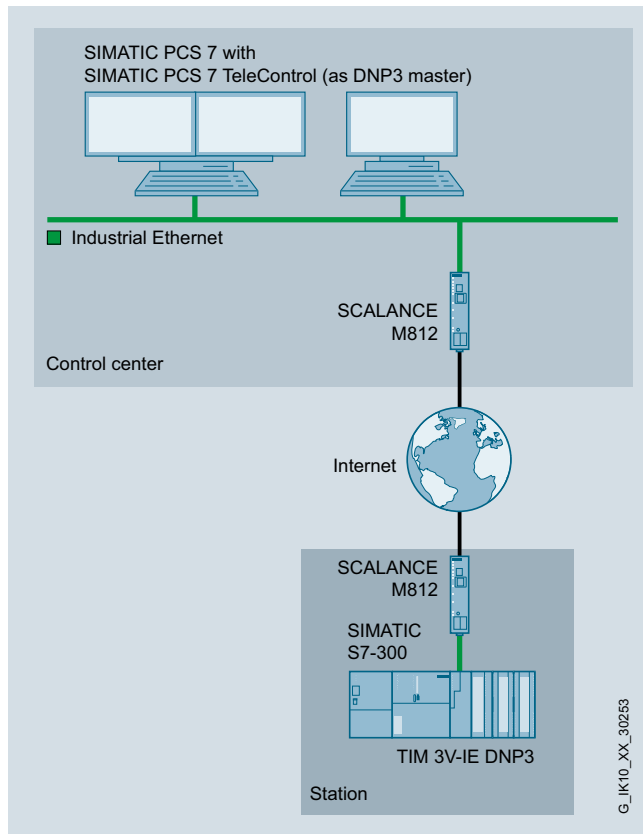 SIMATIC PCS 7 with
SIMATIC PCS 7 TeleControl (as DNP3 master)
Industrial Ethernet
SCALANCE
M812
Control center
Internet
SCALANCE
M812
SIMATIC
S7-300
TIM 3V-IE DNP3
Station
G_IK10_XX_30253